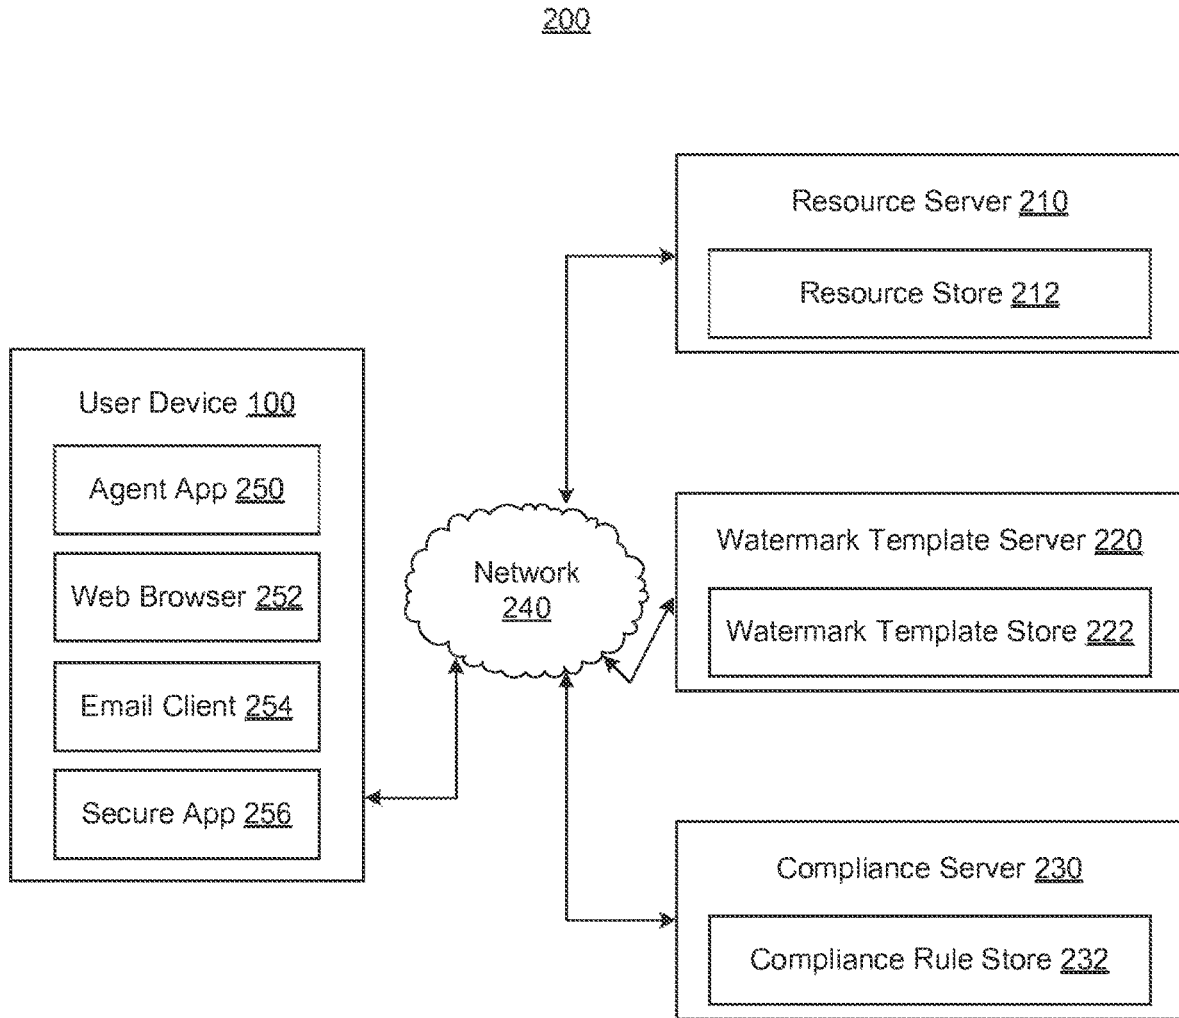 200
Resource Server 210
Resource Store 212
User Device 100
Agent App 250
Web Browser 252
Email Client 254
Secure App 256
Network
240
Watermark Template Server 220
Watermark Template Store 222
Compliance Server 230
Compliance Rule Store 232